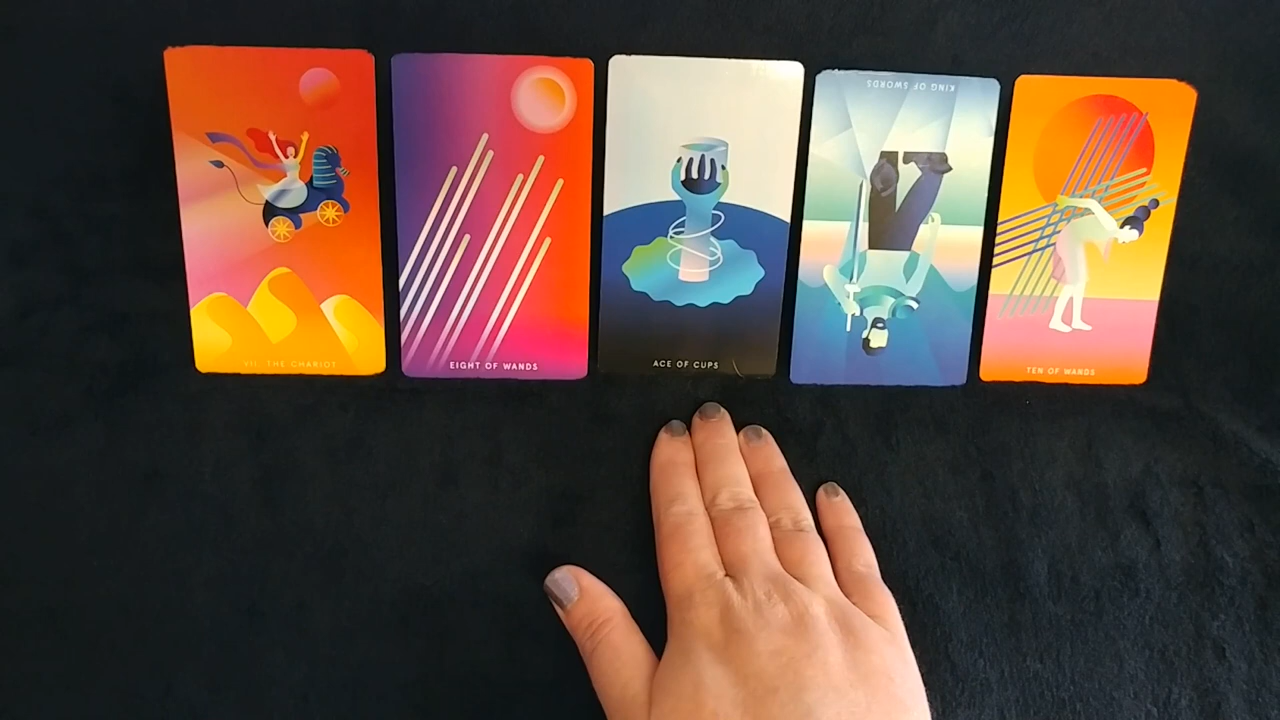 VII. THE CHARIOT
EIGHT OF WANDS
ACE OF CUPS
KING OF SWORDS
TEN OF WANDS